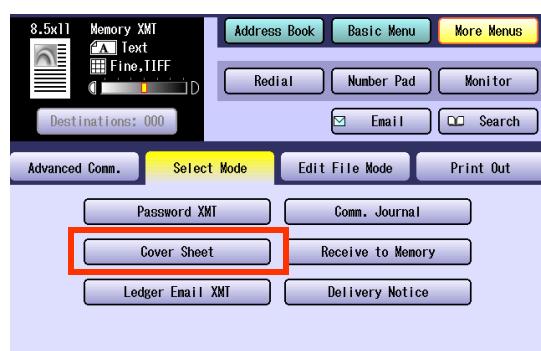 8.5x11 Memory XMT Address Book Basic Menu More Menus
A Text
Fine,TIFF
Redial Number Pad Monitor
D
Destinations: 000 Email Search
Advanced Comm. Select Mode Edit File Mode Print Out
Password XMT Comm. Journal
Cover Sheet Receive to Memory
Ledger Email XMT Delivery Notice